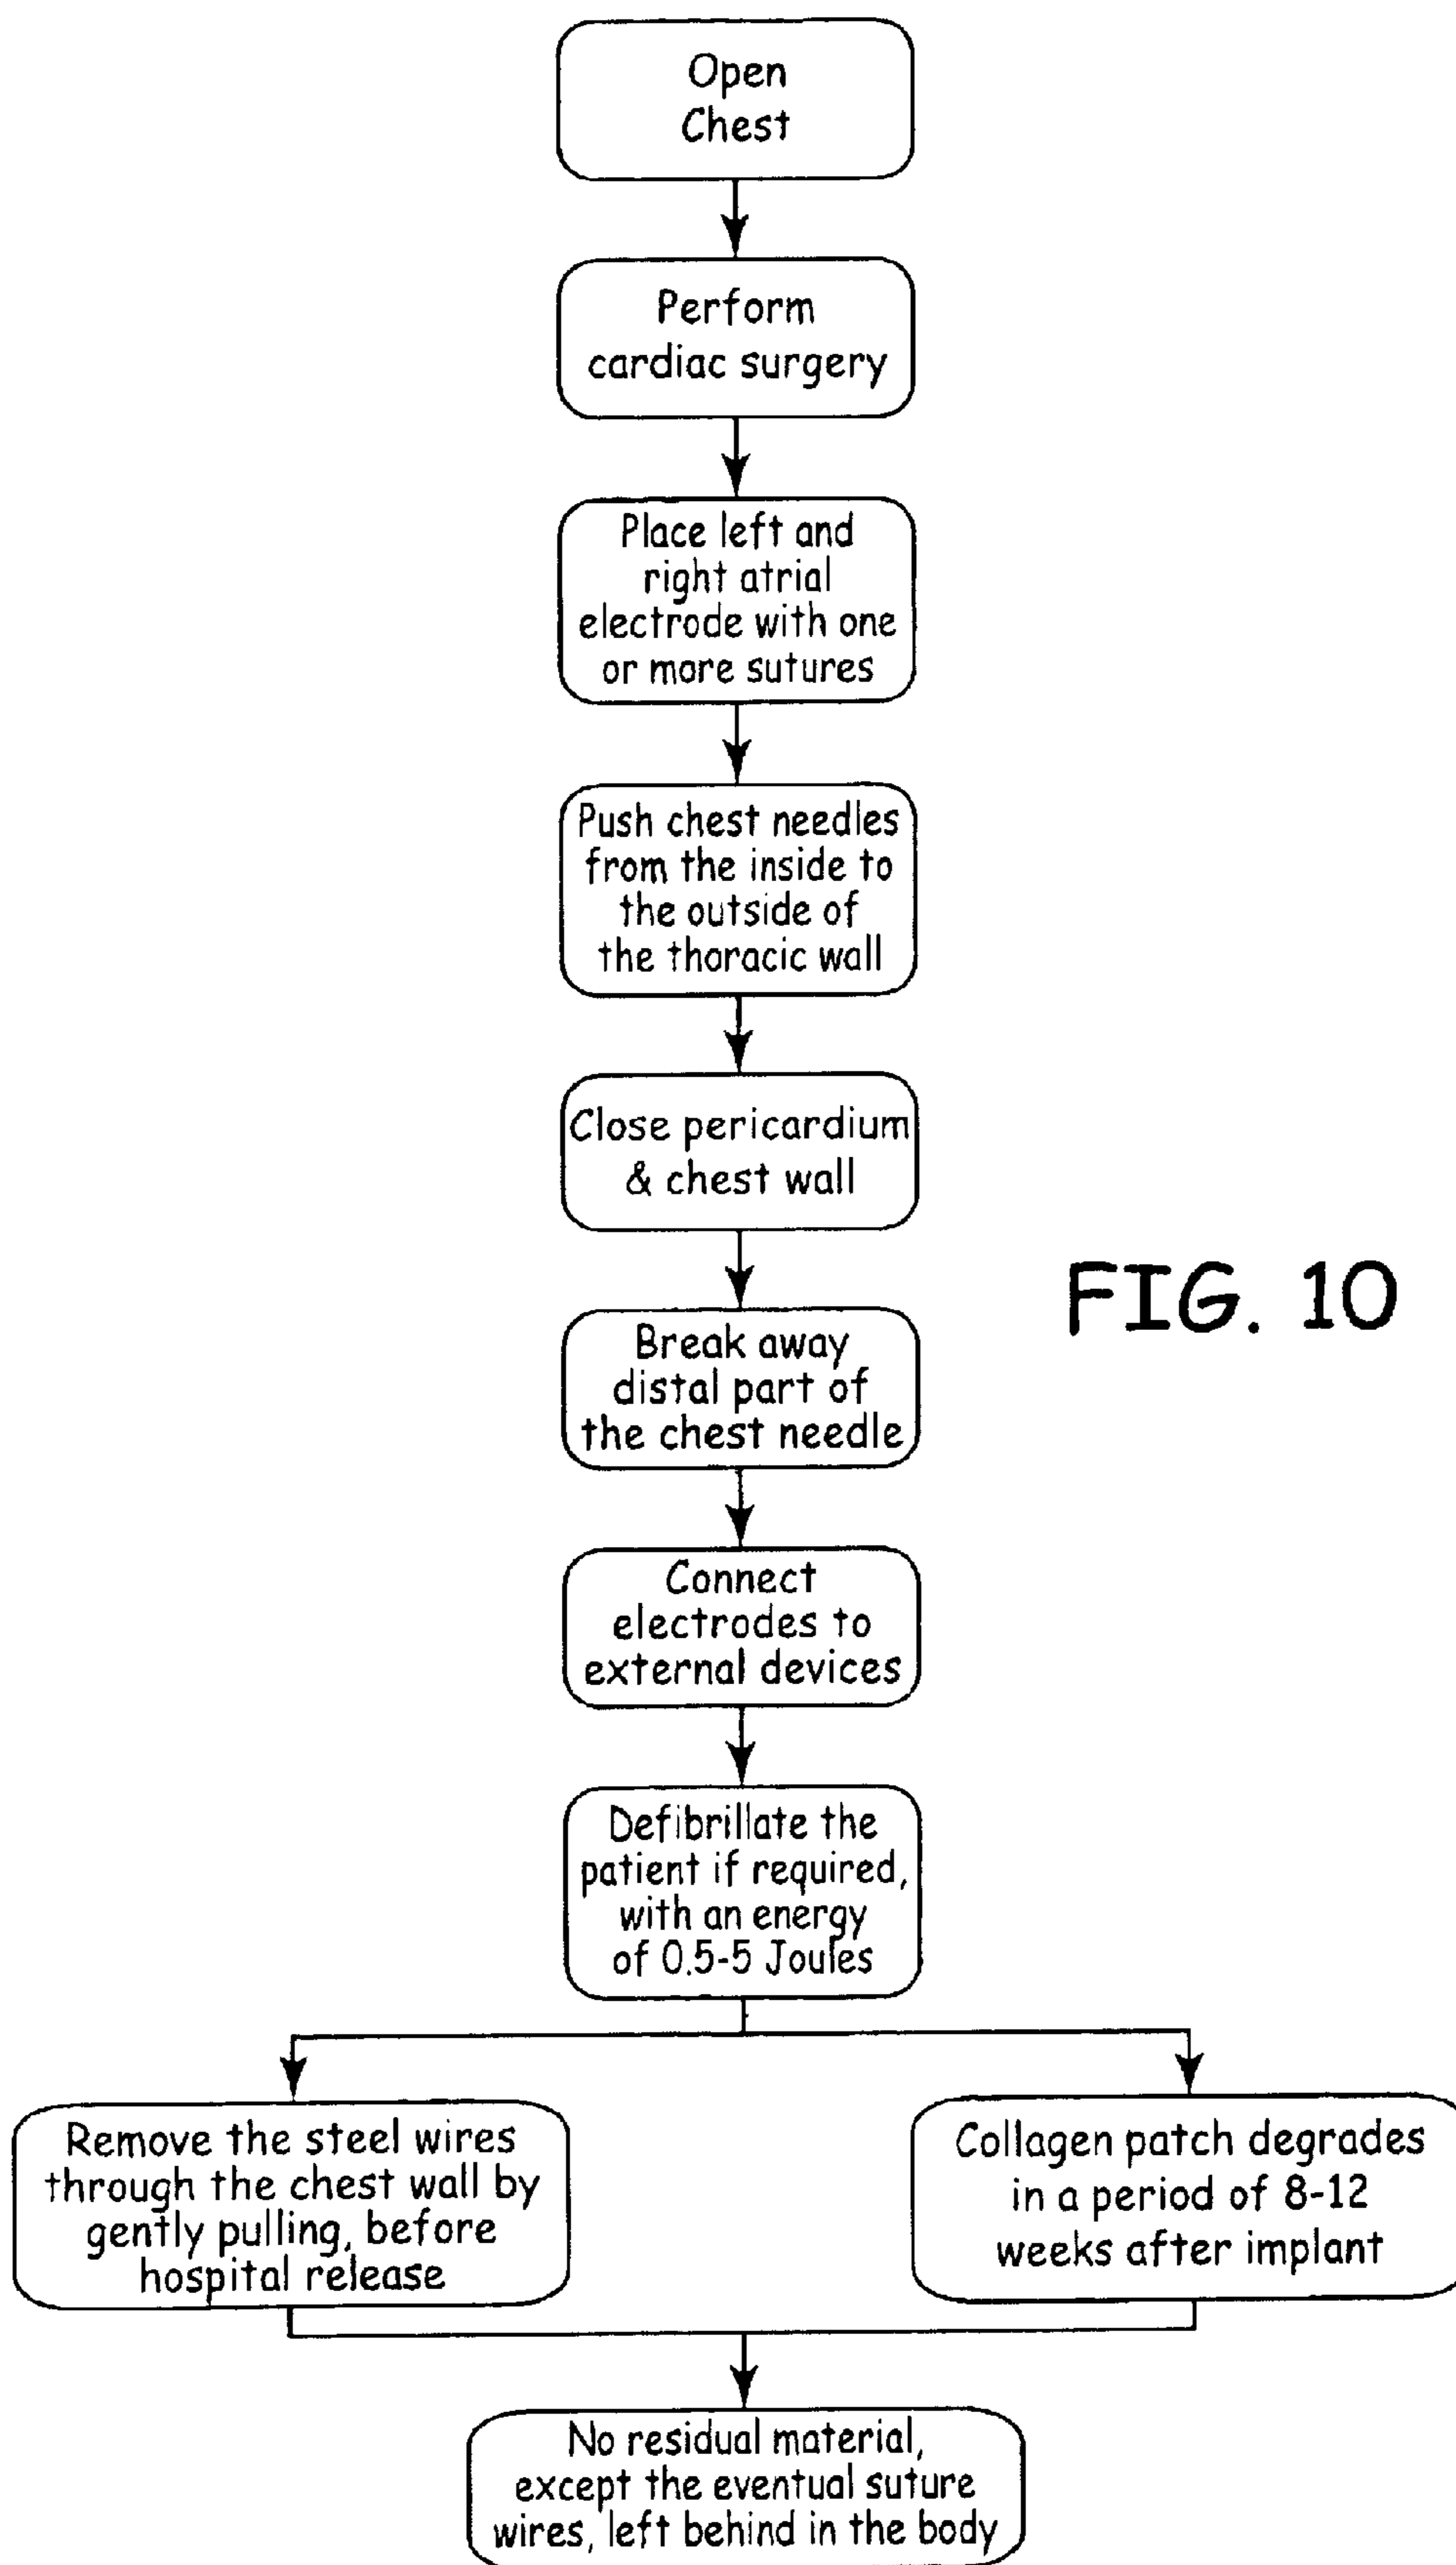 Open
Chest
Perform
cardiac surgery
Place left and
right atrial
electrode with one
or more sutures
Push chest needles
from the inside to
the outside of
the thoracic wall
Close pericardium
& chest wall
FIG. 10
Break away
distal part of
the chest needle
Connect
electrodes to
external devices
Defibrillate the
patient if required,
with an energy
of 0.5-5 Joules
Remove the steel wires
through the chest wall by
gently pulling, before
hospital release
Collagen patch degrades
in a period of 8-12
weeks after implant
No residual material,
except the eventual suture
wires, left behind in the body